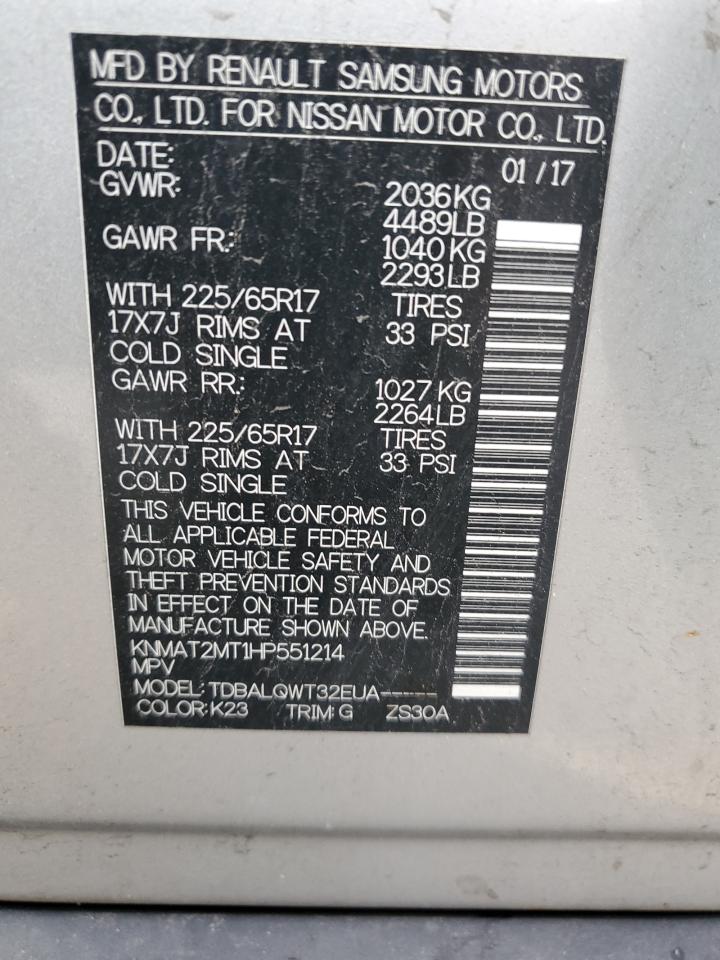 MFD BY RENAULT SAMSUNG MOTORS
CO., LTD. FOR NISSAN MOTOR CO., LTD.
DATE: 01 / 17
GVWR: 2036KG
4489LB
GAWR FR.: 1040 KG
2293LB
WITH 225/65R17 TIRES
17X7J RIMS AT 33 PSI
COLD SINGLE
GAWR RR.: 1027 KG
2264LB
WITH 225/65R17 TIRES
17X7J RIMS AT 33 PSI
COLD SINGLE
THIS VEHICLE CONFORMS TO
ALL APPLICABLE FEDERAL
MOTOR VEHICLE SAFETY AND
THEFT PREVENTION STANDARDS
IN EFFECT ON THE DATE OF
MANUFACTURE SHOWN ABOVE.
KNMAT2MT1HP551214
MPV
MODEL: TDBALQWT32EUA-----
COLOR: K23 TRIM: G ZS30A